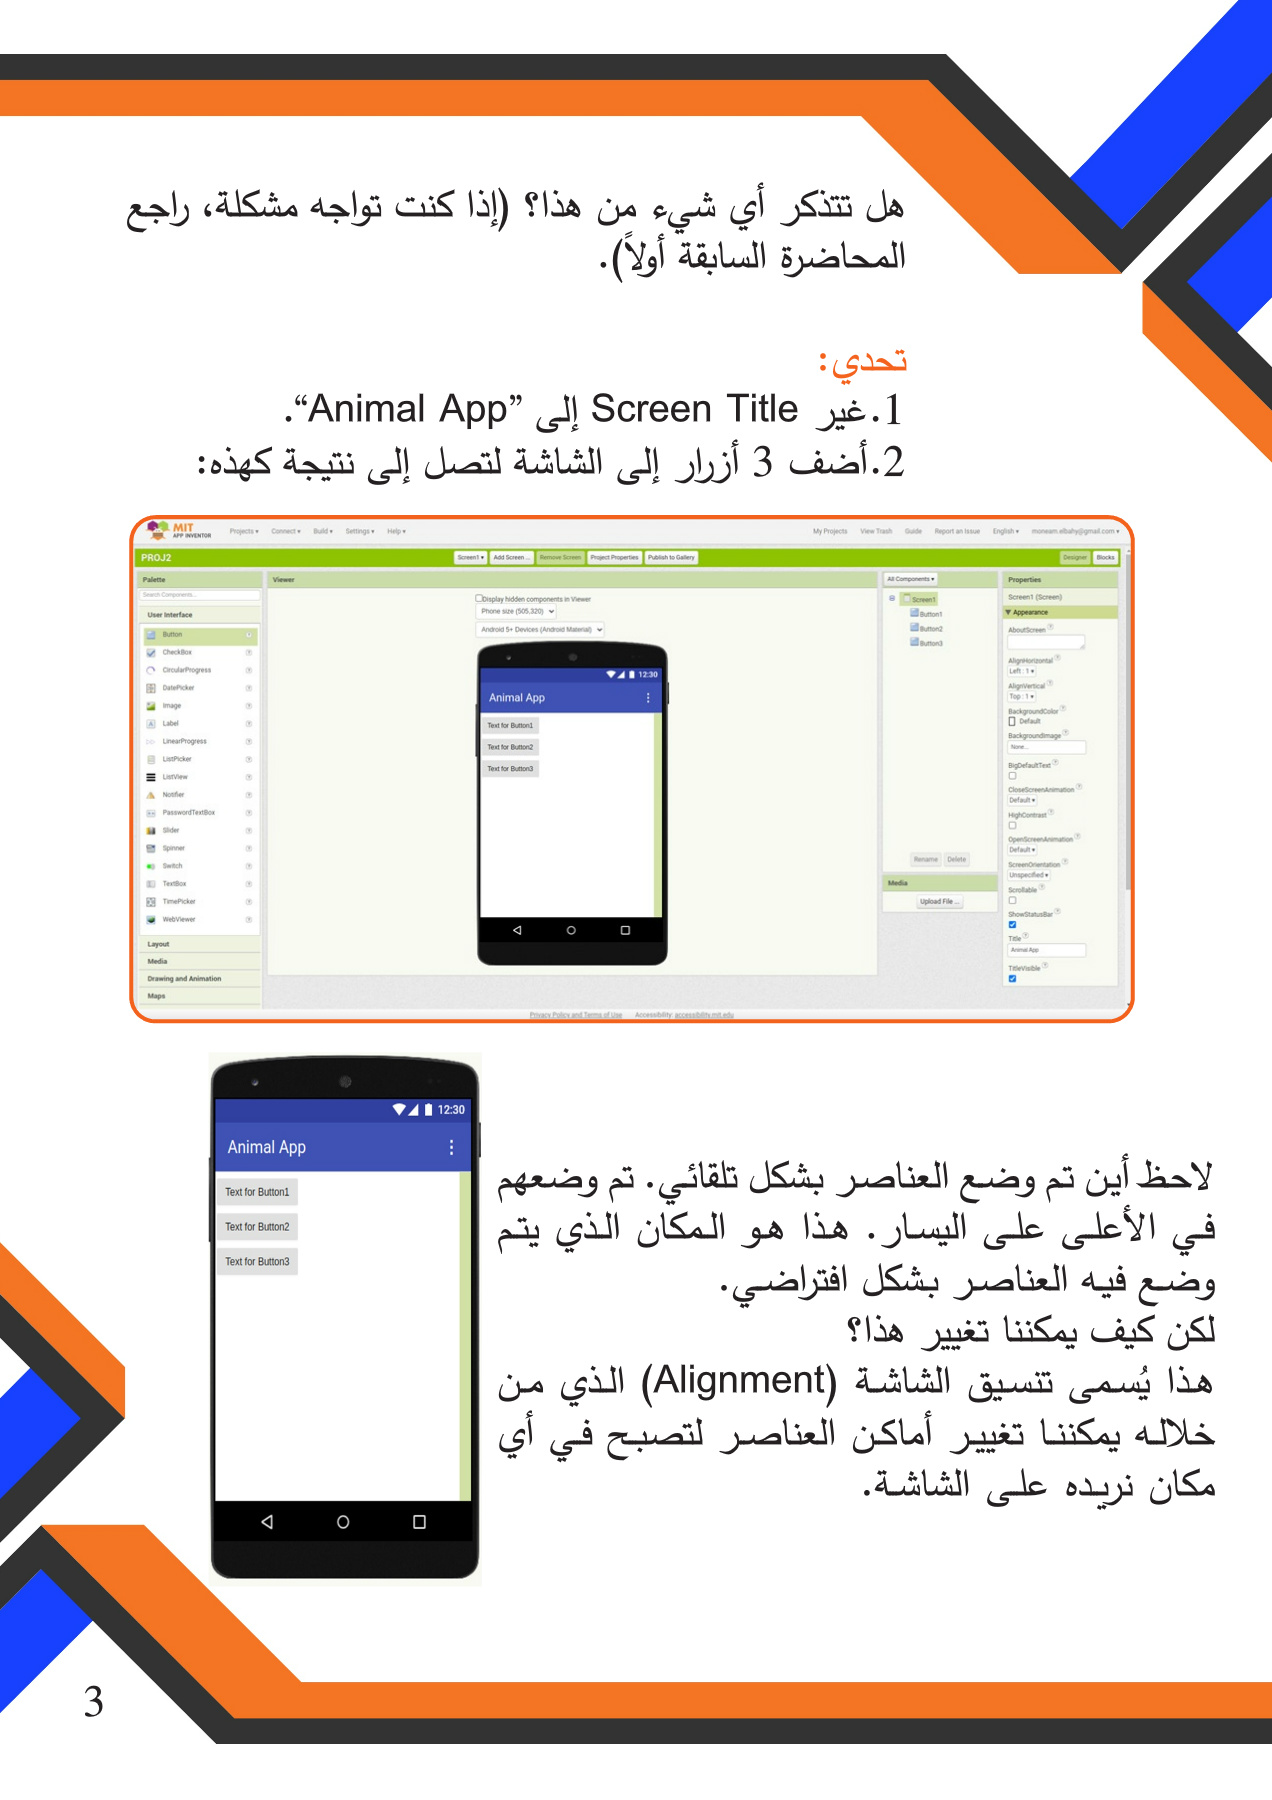 هل تتذكر أي شيء من هذا؟ (إذا كنت تواجه مشكلة، راجع
المحاضرة السابقة أولاً).
تحدي:
1.غير Screen Title إلى “Animal App”.
2.أضف 3 أزرار إلى الشاشة لتصل إلى نتيجة كهذه:
MIT
APP INVENTOR
Projects Connect Build Settings Help
My Projects View Trash Guide Report an Issue English moneam.elbahy@gmail.com
PROJ2
Screen1 Add Screen ... Remove Screen Project Properties Publish to Gallery
Designer Blocks
Palette
Search Components...
User Interface
Button
CheckBox
CircularProgress
DatePicker
Image
Label
LinearProgress
ListPicker
ListView
Notifier
PasswordTextBox
Slider
Spinner
Switch
TextBox
TimePicker
WebViewer
Layout
Media
Drawing and Animation
Maps
Viewer
Display hidden components in Viewer
Phone size (505,320)
Android 5+ Devices (Android Material)
12:30
Animal App
Text for Button1
Text for Button2
Text for Button3
All Components
Screen1
Button1
Button2
Button3
Rename Delete
Media
Upload File ...
Properties
Screen1 (Screen)
Appearance
AboutScreen
AlignHorizontal
Left : 1
AlignVertical
Top : 1
BackgroundColor
Default
BackgroundImage
None...
BigDefaultText
CloseScreenAnimation
Default
HighContrast
OpenScreenAnimation
Default
ScreenOrientation
Unspecified
Scrollable
ShowStatusBar
Title
Animal App
TitleVisible
Privacy Policy and Terms of Use Accessibility: accessibility.mit.edu
12:30
Animal App
Text for Button1
Text for Button2
Text for Button3
لاحظ أين تم وضع العناصر بشكل تلقائي. تم وضعهم
في الأعلى على اليسار. هذا هو المكان الذي يتم
وضع فيه العناصر بشكل افتراضي.
لكن كيف يمكننا تغيير هذا؟
هذا يُسمى تنسيق الشاشة (Alignment) الذي من
خلاله يمكننا تغيير أماكن العناصر لتصبح في أي
مكان نريده على الشاشة.
3